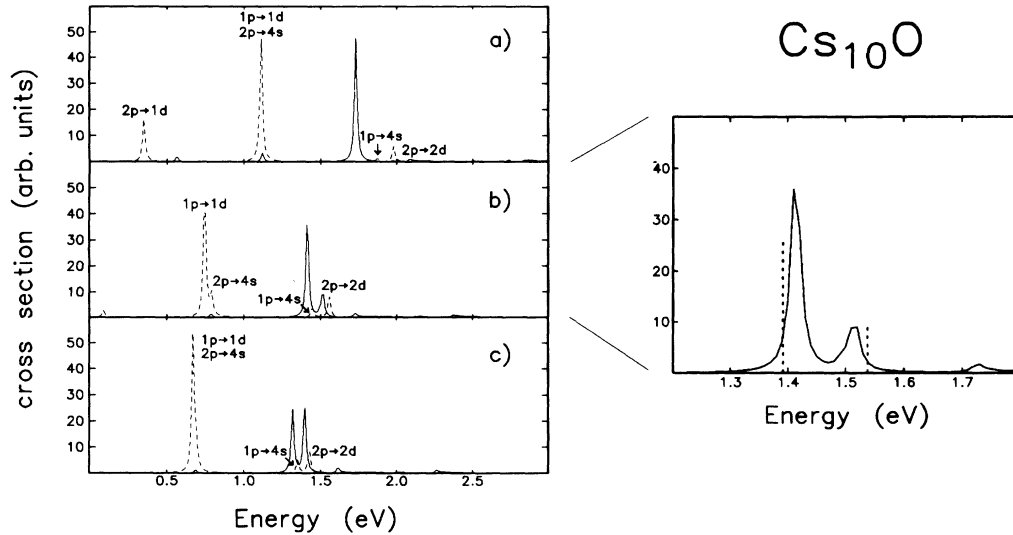 cross section (arb. units)
50
40
30
20
10
2p→1d
1p→1d
2p→4s
1p→4s
2p→2d
a)
50
40
30
20
10
1p→1d
2p→4s
1p→4s
2p→2d
b)
50
40
30
20
10
1p→1d
2p→4s
1p→4s
2p→2d
c)
0.5 1.0 1.5 2.0 2.5
Energy (eV)
Cs₁₀O
40
30
20
10
1.3 1.4 1.5 1.6 1.7
Energy (eV)